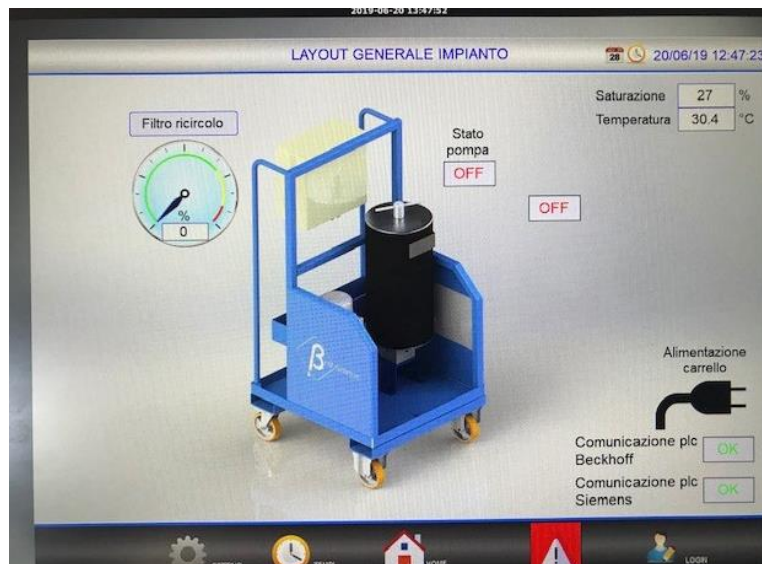 2019-06-20 13:47:52
LAYOUT GENERALE IMPIANTO
28
20/06/19 12:47:23
Saturazione 27 %
Temperatura 30.4 °C
Filtro ricircolo
Stato
pompa
OFF
OFF
%
0
β
Alimentazione
carrello
Comunicazione plc
Beckhoff
OK
Comunicazione plc
Siemens
OK
HOME
LOGIN